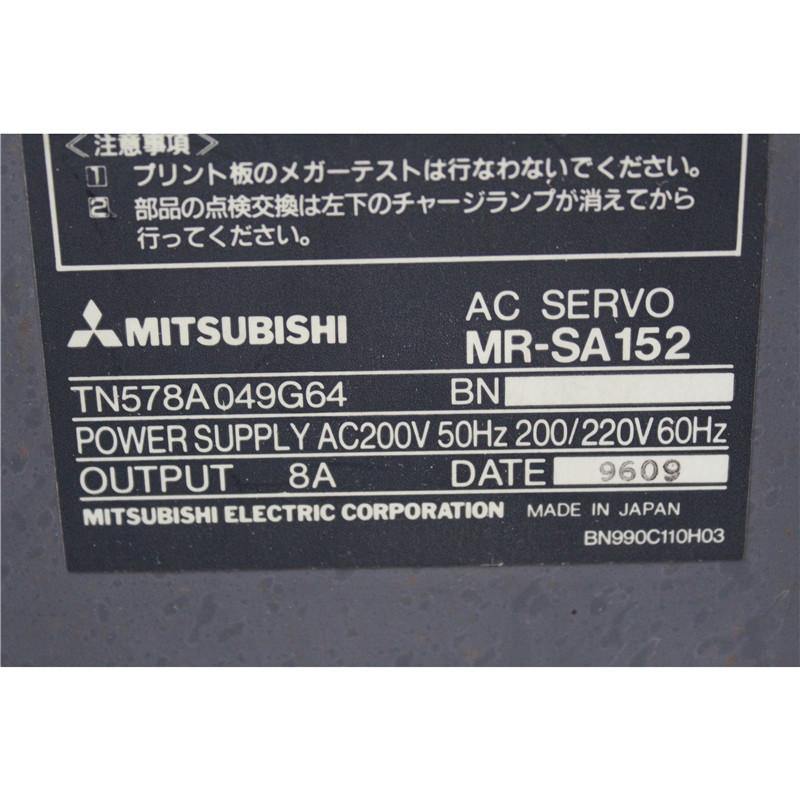 <注意事項>
1 プリント板のメガーテストは行なわないでください。
2 部品の点検交換は左下のチャージランプが消えてから
行ってください。
AC SERVO
MITSUBISHI MR-SA152
TN578A049G64 BN
POWER SUPPLY AC200V 50Hz 200/220V 60Hz
OUTPUT 8A DATE 9609
MITSUBISHI ELECTRIC CORPORATION MADE IN JAPAN
BN990C110H03